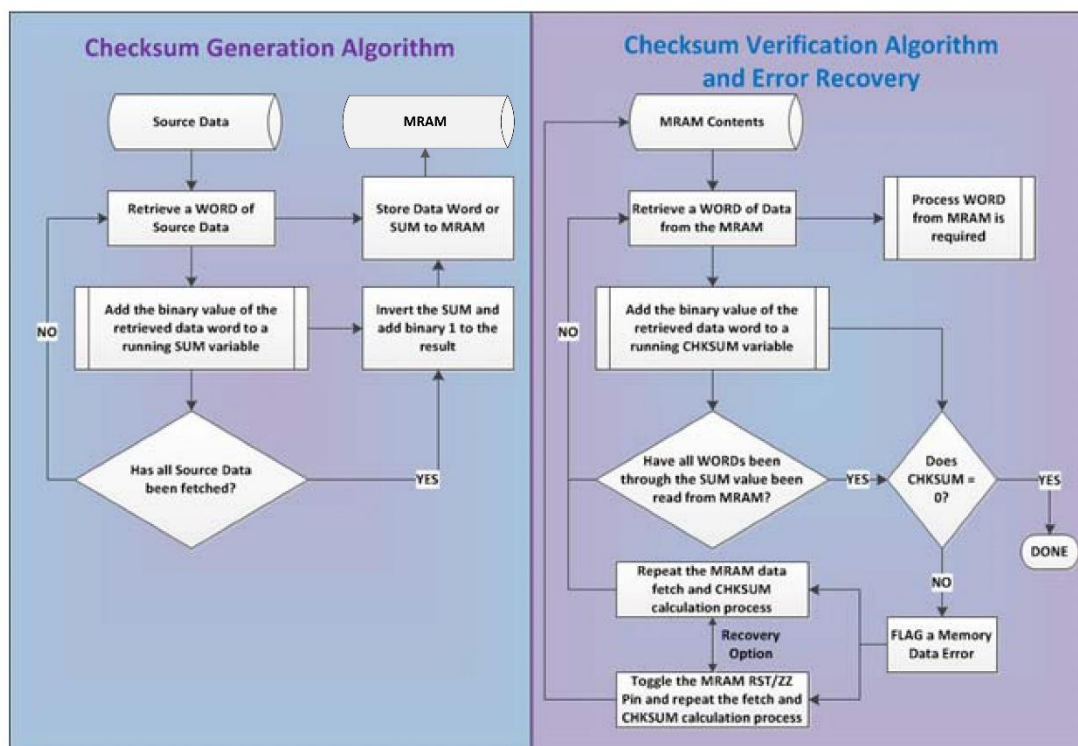 Checksum Generation Algorithm
Source Data
MRAM
Retrieve a WORD of
Source Data
Store Data Word or
SUM to MRAM
Add the binary value of the
retrieved data word to a
running SUM variable
Invert the SUM and
add binary 1 to the
result
NO
Has all Source Data
been fetched?
YES
Checksum Verification Algorithm
and Error Recovery
MRAM Contents
Retrieve a WORD of Data
from the MRAM
Process WORD
from MRAM is
required
Add the binary value of the
retrieved data word to a
running CHKSUM variable
NO
Have all WORDs been
through the SUM value been
read from MRAM?
YES
Does
CHKSUM =
0?
YES
DONE
NO
Repeat the MRAM data
fetch and CHKSUM
calculation process
Recovery
Option
FLAG a Memory
Data Error
Toggle the MRAM RST/ZZ
Pin and repeat the fetch and
CHKSUM calculation process